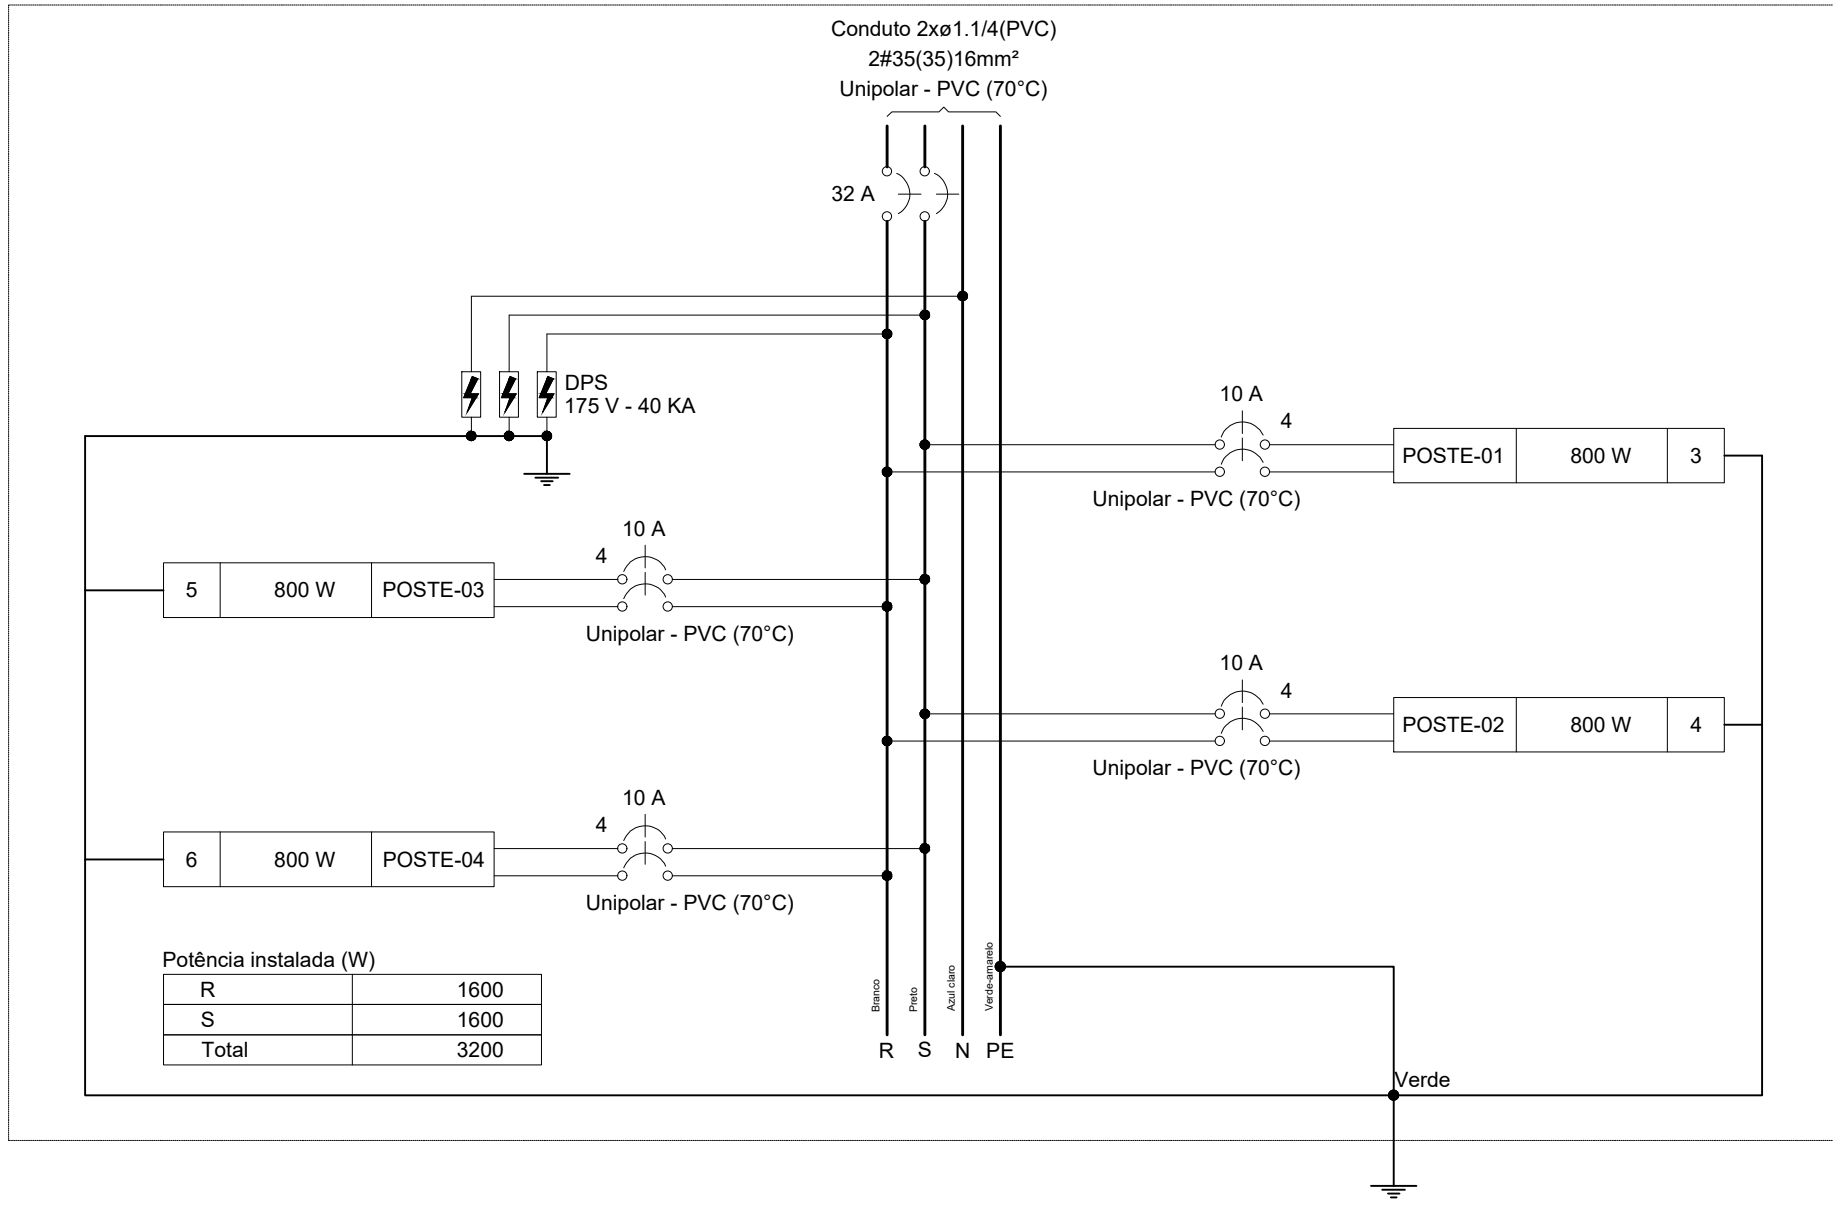 Conduto 2xø1.1/4(PVC)
2#35(35)16mm²
Unipolar - PVC (70°C)
32 A
DPS
175 V - 40 KA
10 A
4
POSTE-01 800 W 3
Unipolar - PVC (70°C)
10 A
4
5 800 W POSTE-03
Unipolar - PVC (70°C)
10 A
4
POSTE-02 800 W 4
Unipolar - PVC (70°C)
10 A
4
6 800 W POSTE-04
Unipolar - PVC (70°C)
Potência instalada (W)
R 1600
S 1600
Total 3200
Branco
Preto
Azul claro
Verde-amarelo
R S N PE
Verde